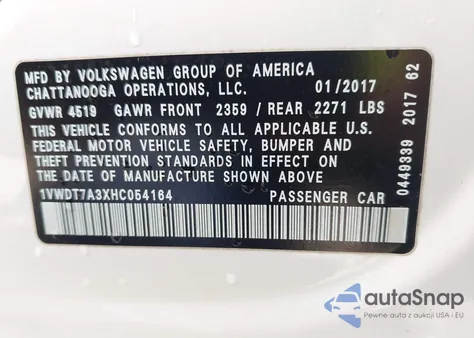 MFD BY VOLKSWAGEN GROUP OF AMERICA
CHATTANOOGA OPERATIONS, LLC. 01/2017
GVWR 4519 GAWR FRONT 2359 / REAR 2271 LBS
THIS VEHICLE CONFORMS TO ALL APPLICABLE U.S.
FEDERAL MOTOR VEHICLE SAFETY, BUMPER AND
THEFT PREVENTION STANDARDS IN EFFECT ON
THE DATE OF MANUFACTURE SHOWN ABOVE
1VWDT7A3XHC054164 PASSENGER CAR
0449339 2017 62
autoSnap
Pewne auta z aukcji USA i EU